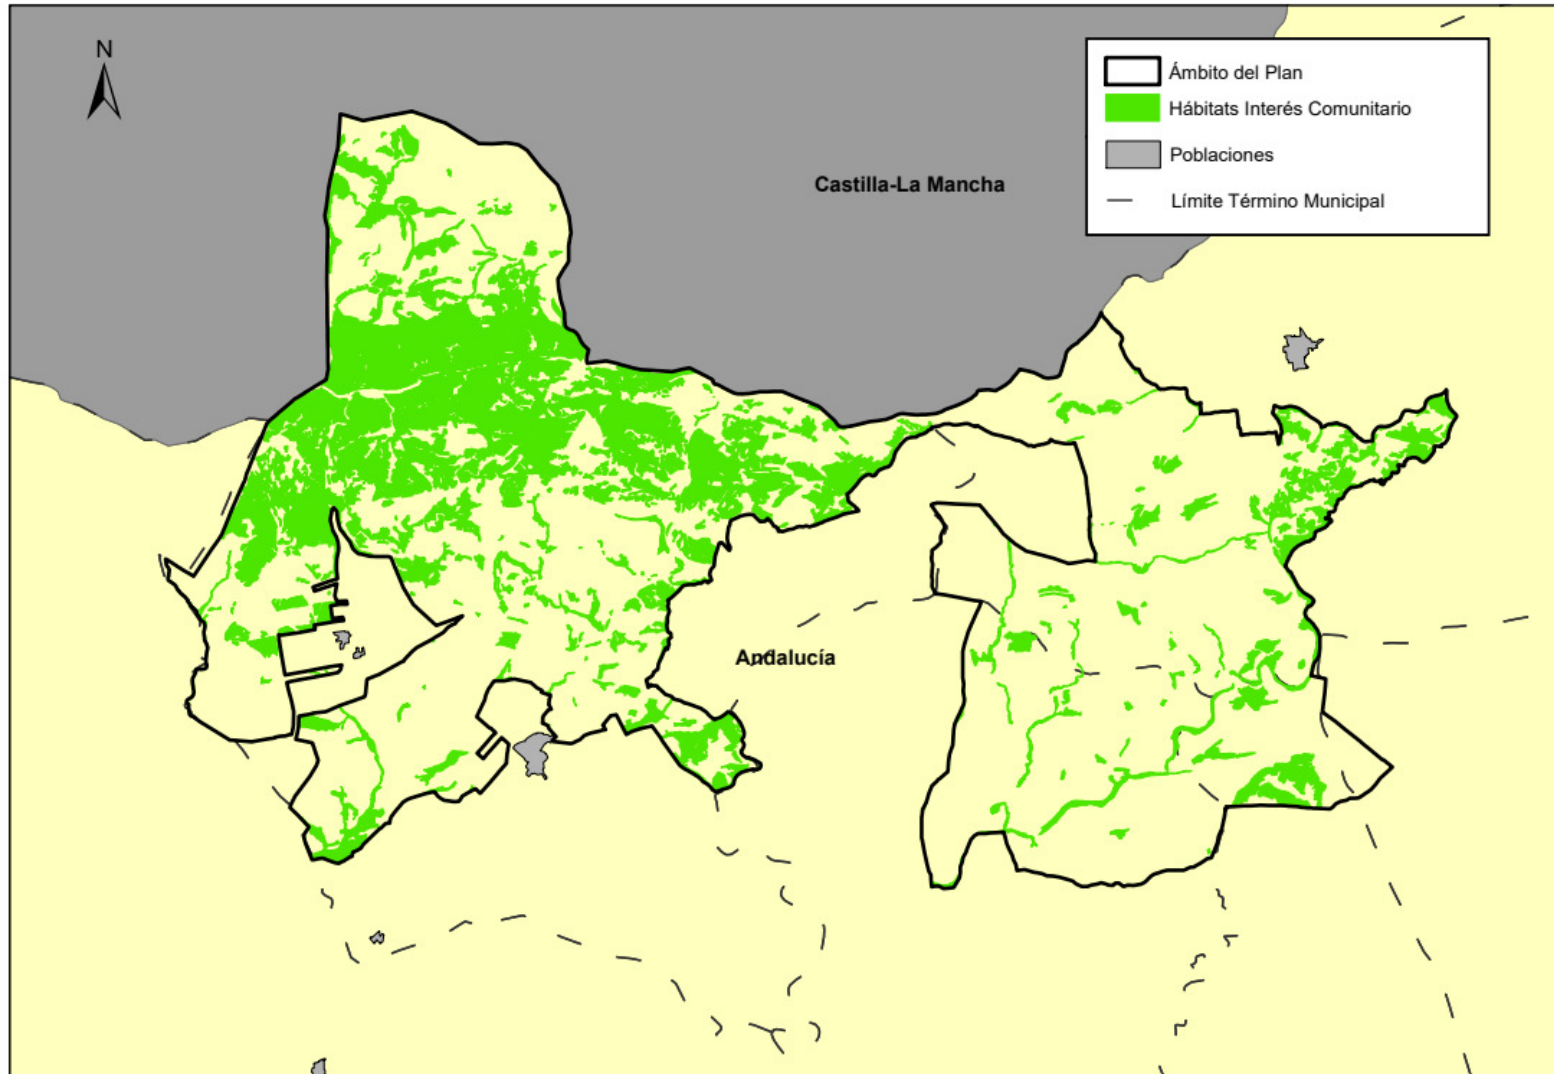 N
Ámbito del Plan
Hábitats Interés Comunitario
Poblaciones
Límite Término Municipal
Castilla-La Mancha
Andalucía